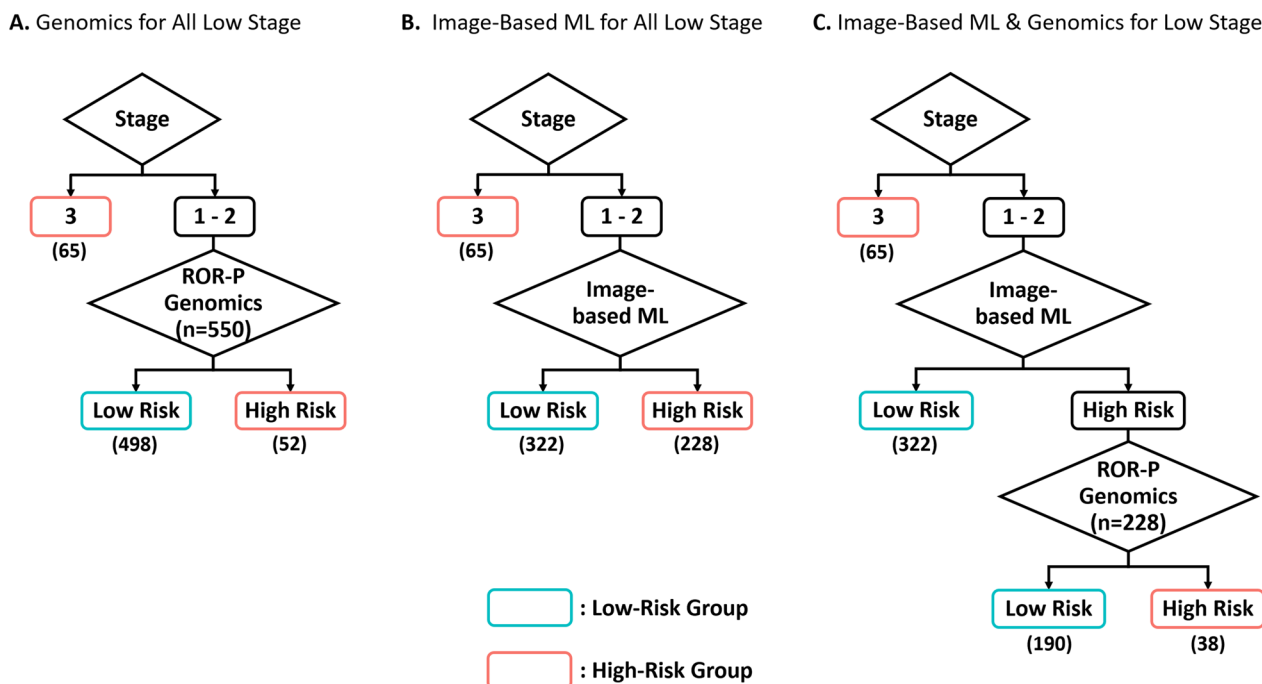 A. Genomics for All Low Stage
Stage
3
1 - 2
(65)
ROR-P
Genomics
(n=550)
Low Risk
High Risk
(498)
(52)
B. Image-Based ML for All Low Stage
Stage
3
1 - 2
(65)
Image-
based ML
Low Risk
High Risk
(322)
(228)
C. Image-Based ML & Genomics for Low Stage
Stage
3
1 - 2
(65)
Image-
based ML
Low Risk
High Risk
(322)
ROR-P
Genomics
(n=228)
Low Risk
High Risk
(190)
(38)
: Low-Risk Group
: High-Risk Group